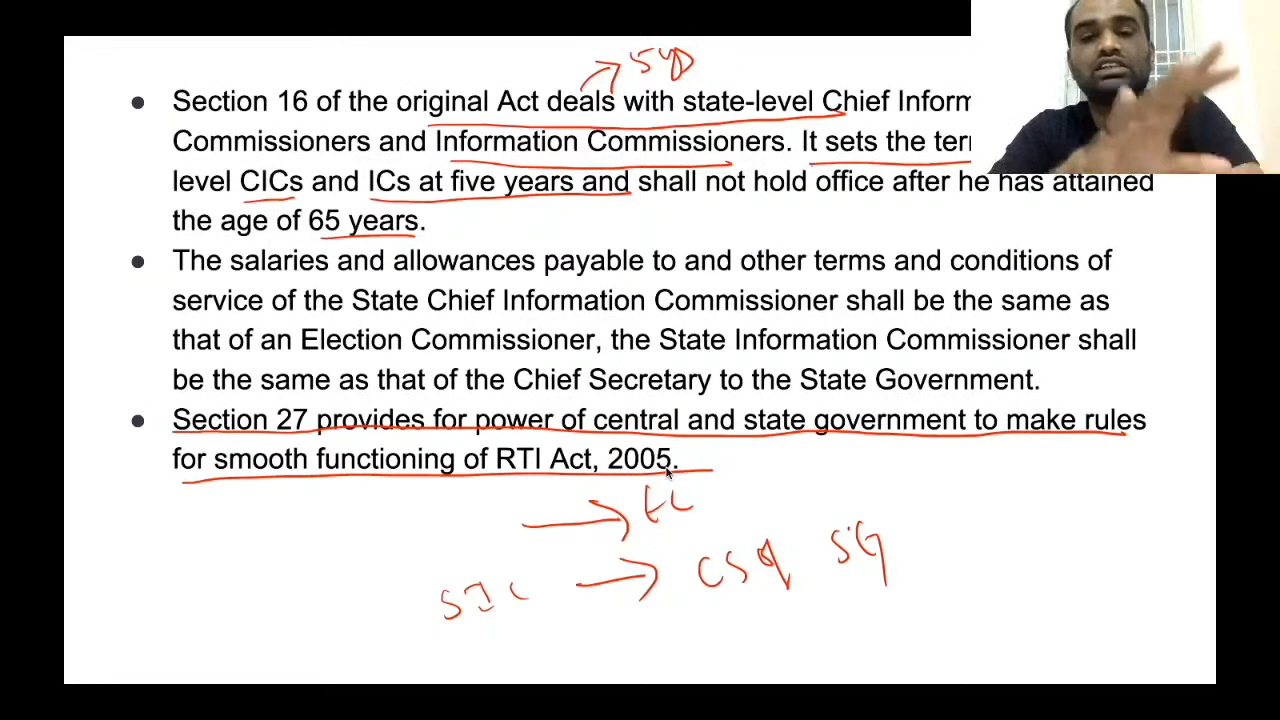 5yr
● Section 16 of the original Act deals with state-level Chief Inform
Commissioners and Information Commissioners. It sets the ter
level CICs and ICs at five years and shall not hold office after he has attained
the age of 65 years.
● The salaries and allowances payable to and other terms and conditions of
service of the State Chief Information Commissioner shall be the same as
that of an Election Commissioner, the State Information Commissioner shall
be the same as that of the Chief Secretary to the State Government.
● Section 27 provides for power of central and state government to make rules
for smooth functioning of RTI Act, 2005.
→ EC
SIC → CS SG